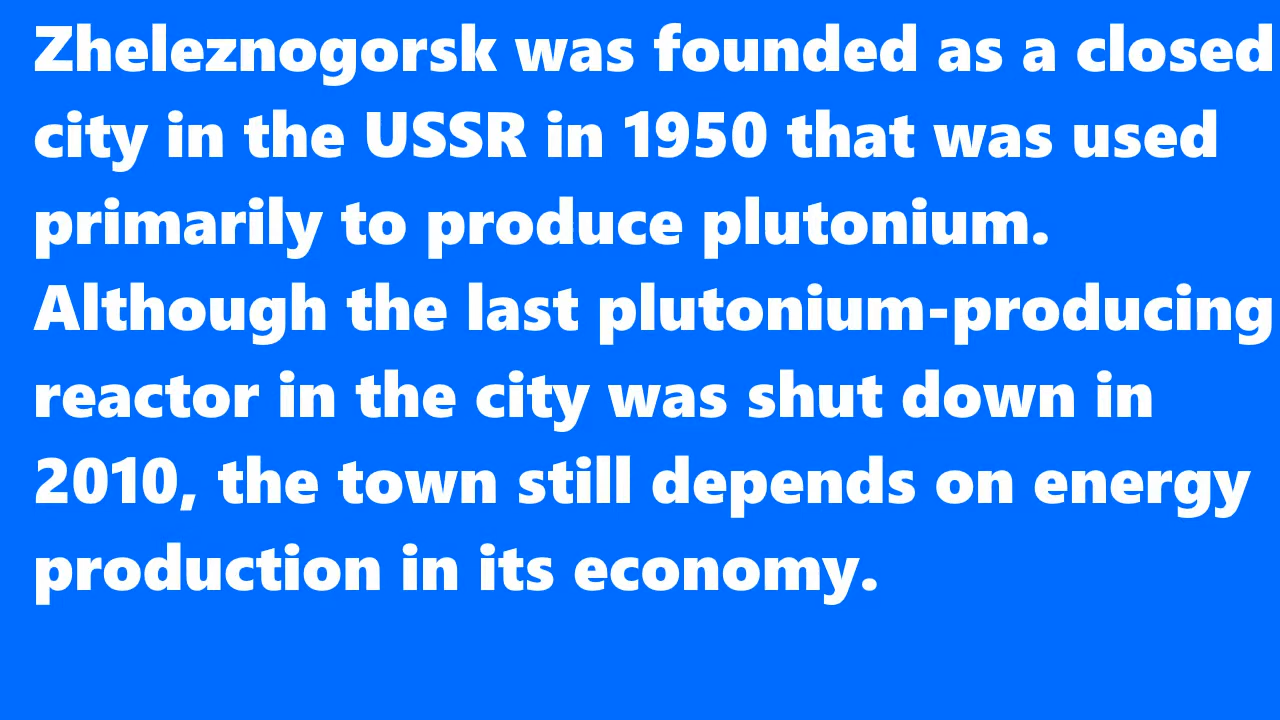 Zheleznogorsk was founded as a closed
city in the USSR in 1950 that was used
primarily to produce plutonium.
Although the last plutonium-producing
reactor in the city was shut down in
2010, the town still depends on energy
production in its economy.